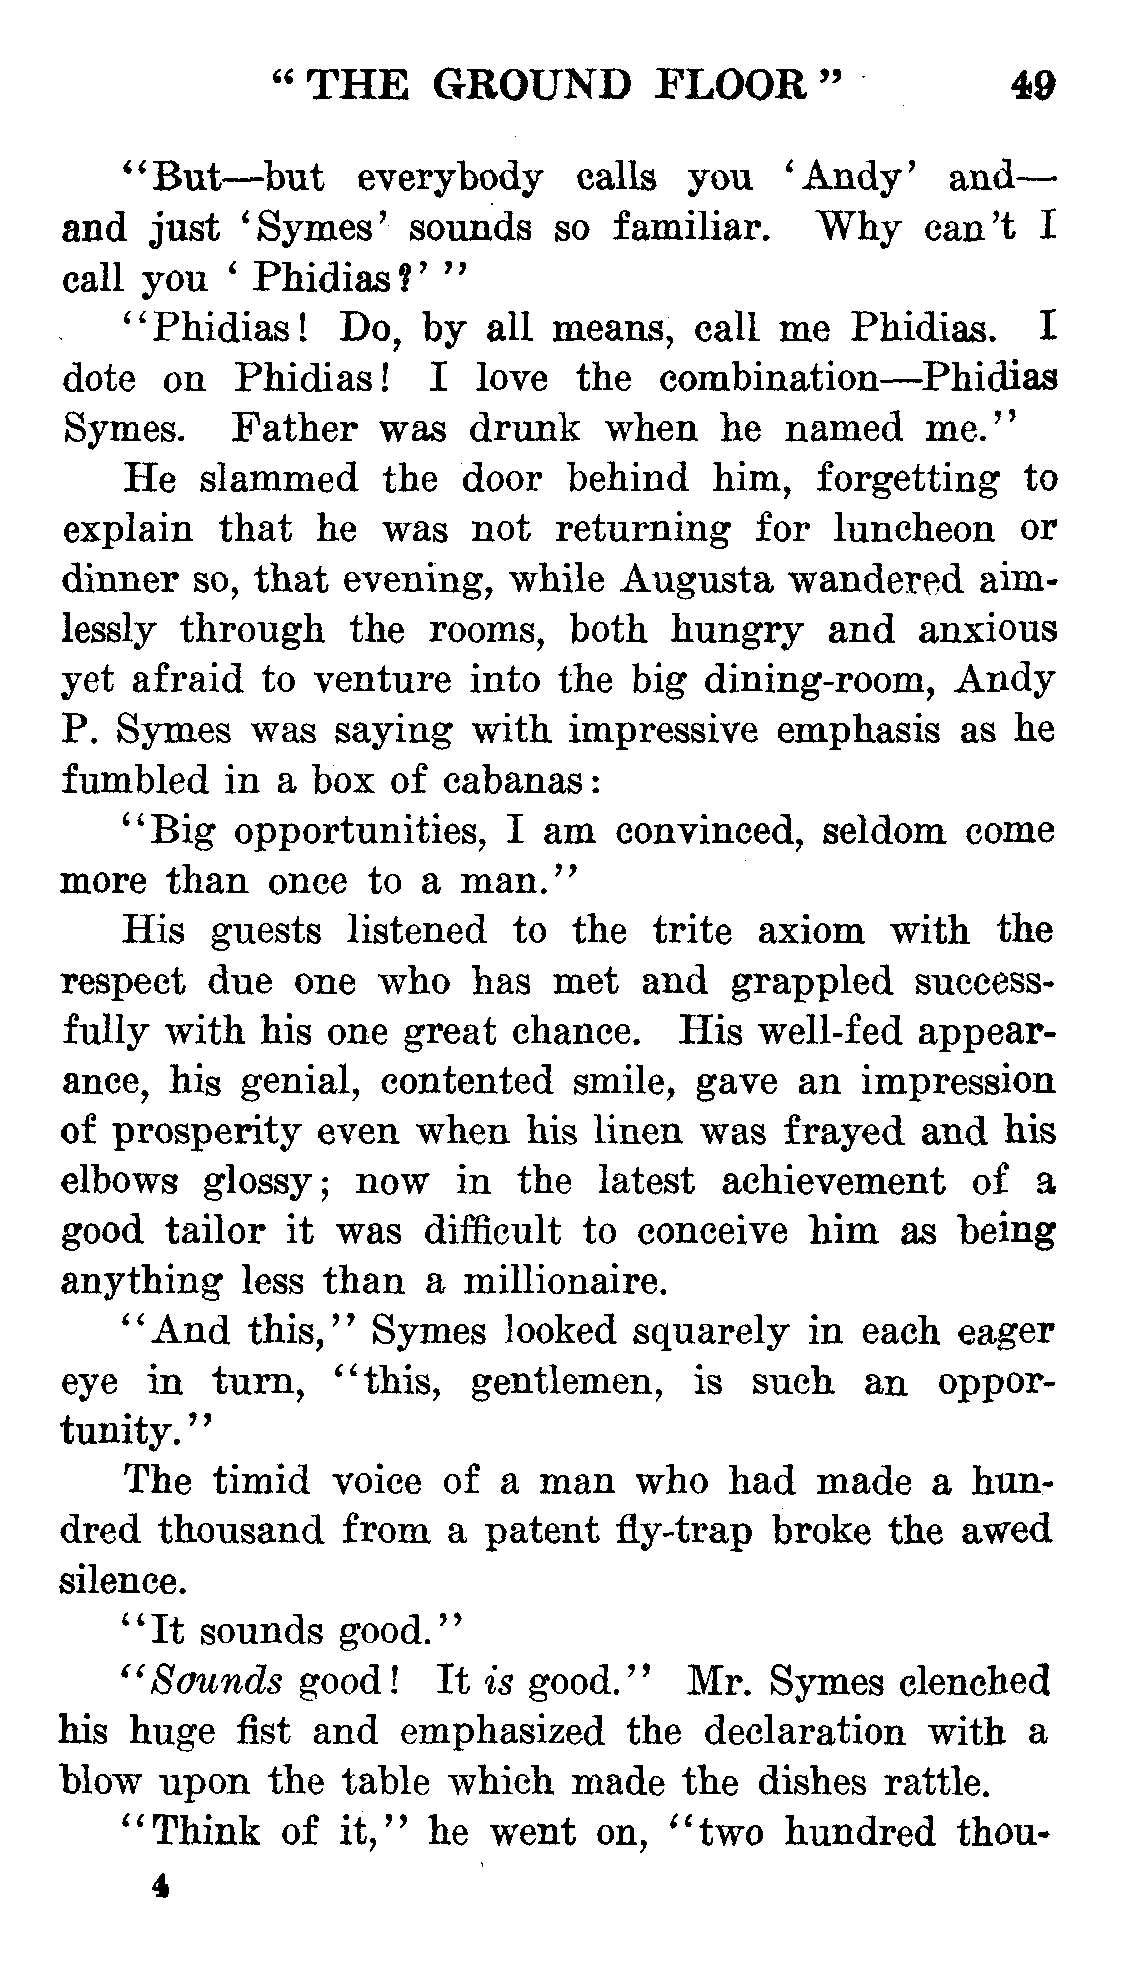 “THE GROUND FLOOR” 49
“But—but everybody calls you ‘Andy’ and—
and just ‘Symes’ sounds so familiar. Why can’t I
call you ‘Phidias?’ ”
“Phidias! Do, by all means, call me Phidias. I
dote on Phidias! I love the combination—Phidias
Symes. Father was drunk when he named me.”
He slammed the door behind him, forgetting to
explain that he was not returning for luncheon or
dinner so, that evening, while Augusta wandered aim-
lessly through the rooms, both hungry and anxious
yet afraid to venture into the big dining-room, Andy
P. Symes was saying with impressive emphasis as he
fumbled in a box of cabanas:
“Big opportunities, I am convinced, seldom come
more than once to a man.”
His guests listened to the trite axiom with the
respect due one who has met and grappled success-
fully with his one great chance. His well-fed appear-
ance, his genial, contented smile, gave an impression
of prosperity even when his linen was frayed and his
elbows glossy; now in the latest achievement of a
good tailor it was difficult to conceive him as being
anything less than a millionaire.
“And this,” Symes looked squarely in each eager
eye in turn, “this, gentlemen, is such an oppor-
tunity.”
The timid voice of a man who had made a hun-
dred thousand from a patent fly-trap broke the awed
silence.
“It sounds good.”
“Sounds good! It is good.” Mr. Symes clenched
his huge fist and emphasized the declaration with a
blow upon the table which made the dishes rattle.
“Think of it,” he went on, “two hundred thou-
4